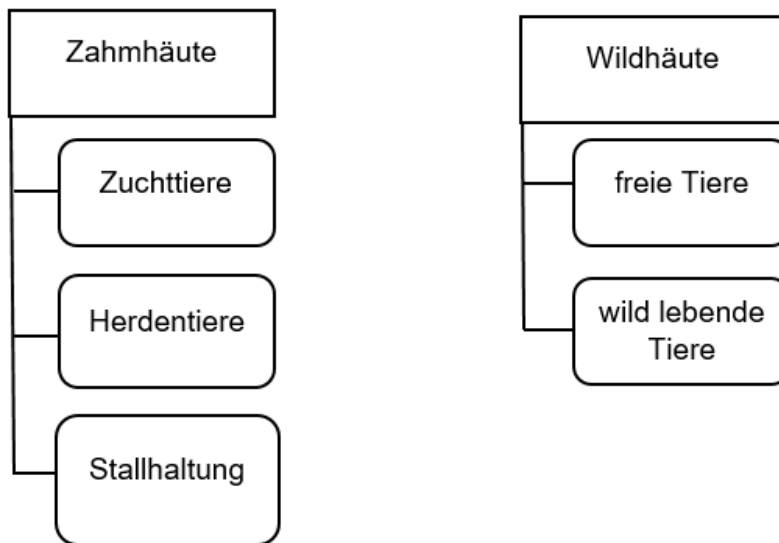 Zahmhäute
Zuchttiere
Herdentiere
Stallhaltung
Wildhäute
freie Tiere
wild lebende
Tiere